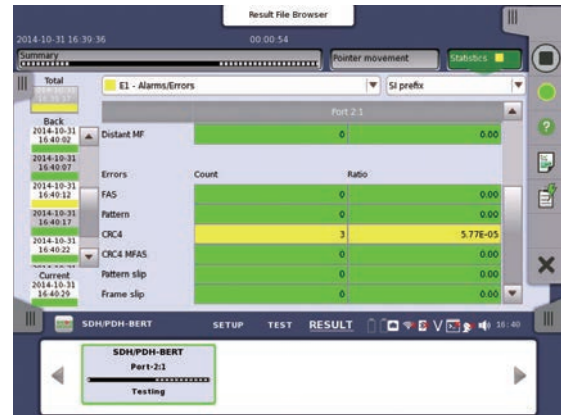 Result File Browser
2014-10-31 16:39:36 00:00:54
Summary Pointer movement Statistics
Total E1 - Alarms/Errors SI prefix
Port 2:1
Back
2014-10-31 16:40:02 Distant MF 0 0.00
2014-10-31 16:40:07
Errors Count Ratio
2014-10-31 16:40:12 FAS 0 0.00
2014-10-31 16:40:17 Pattern 0 0.00
CRC4 3 5.77E-05
2014-10-31 16:40:22 CRC4 MFAS 0 0.00
Current Pattern slip 0 0.00
2014-10-31 16:40:29 Frame slip 0 0.00
SDH/PDH-BERT SETUP TEST RESULT 16:40
SDH/PDH-BERT
Port-2:1
Testing